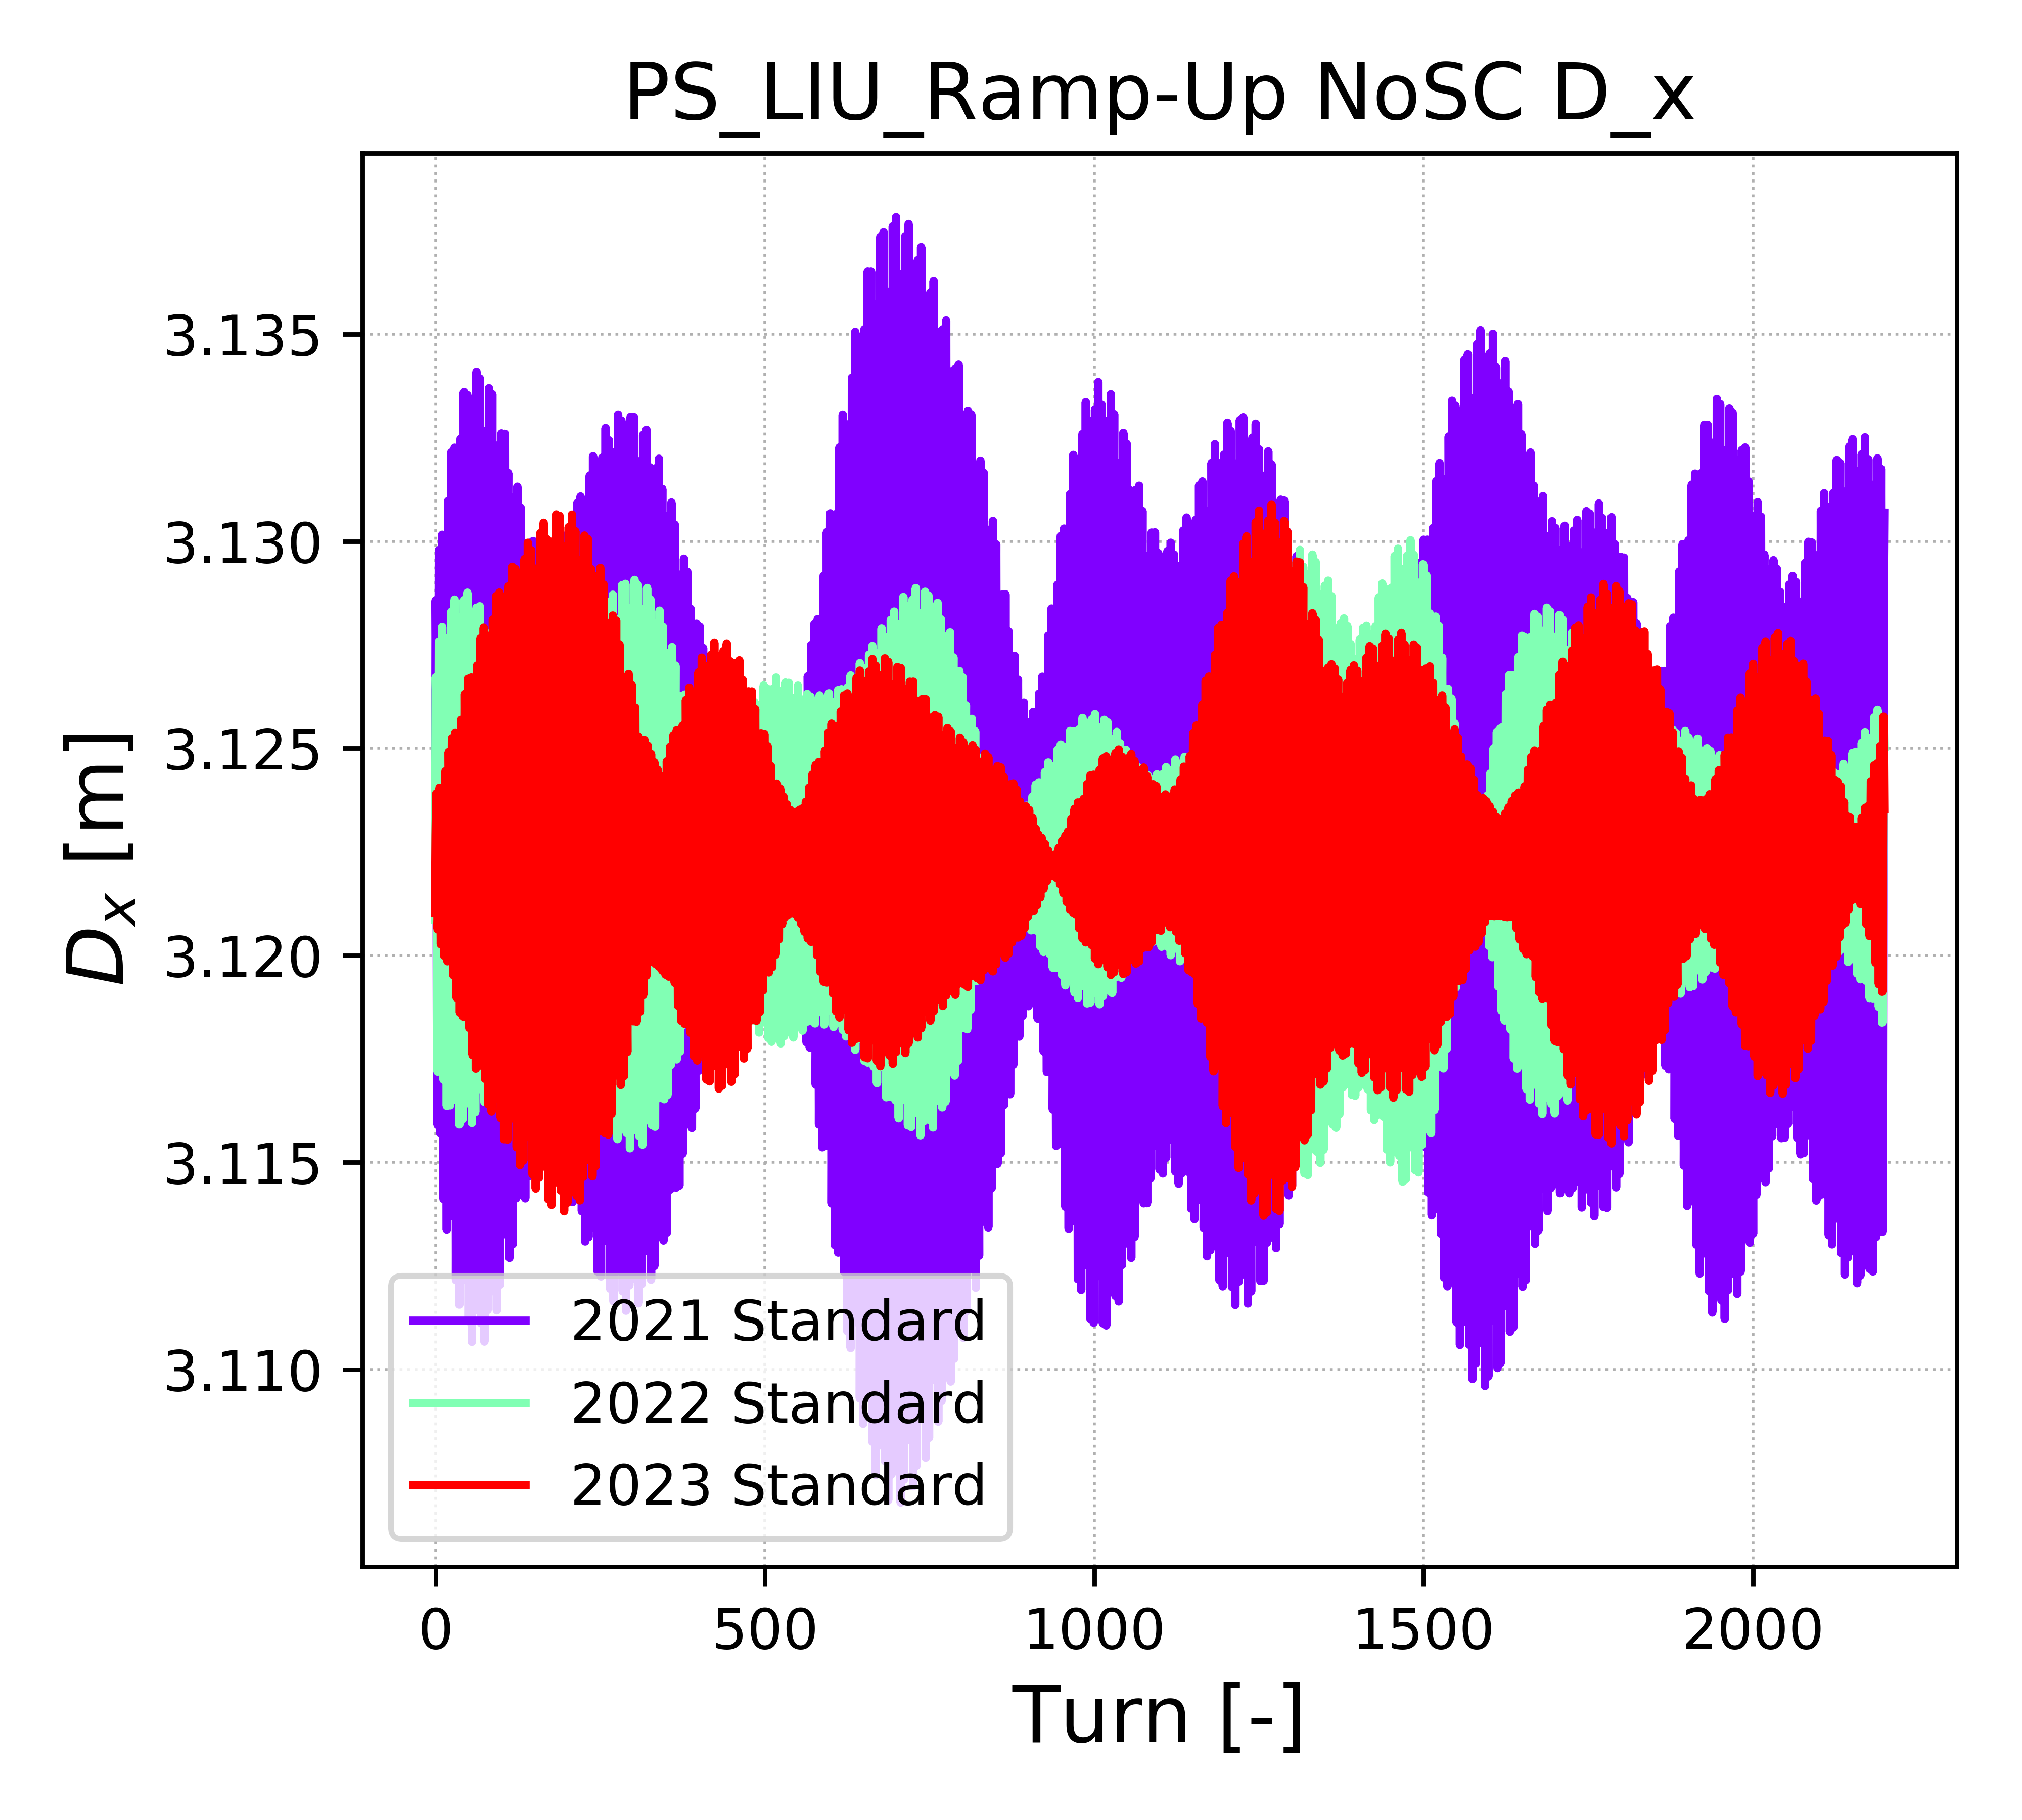 PS_LIU_Ramp-Up NoSC D_x
3.135
3.130
3.125
3.120
3.115
3.110
D_x [m]
2021 Standard
2022 Standard
2023 Standard
0 500 1000 1500 2000
Turn [-]